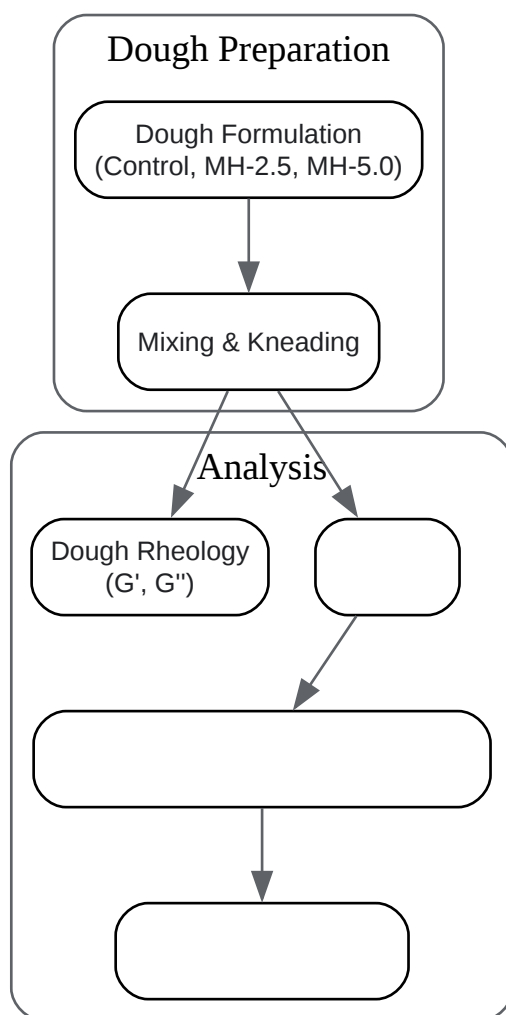 Dough Preparation
Dough Formulation
(Control, MH-2.5, MH-5.0)
Mixing & Kneading
Analysis
Dough Rheology
(G', G'')